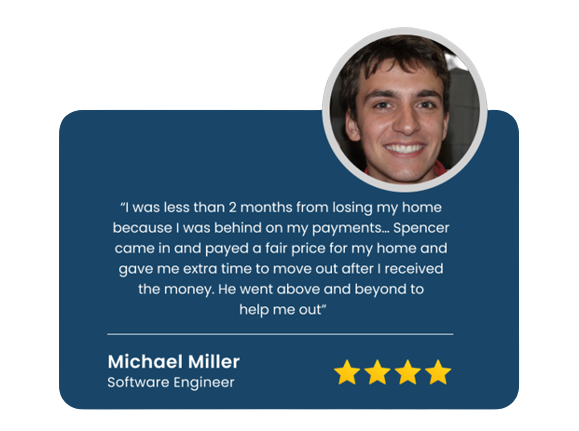 “I was less than 2 months from losing my home
because I was behind on my payments... Spencer
came in and payed a fair price for my home and
gave me extra time to move out after I received
the money. He went above and beyond to
help me out”
Michael Miller
Software Engineer